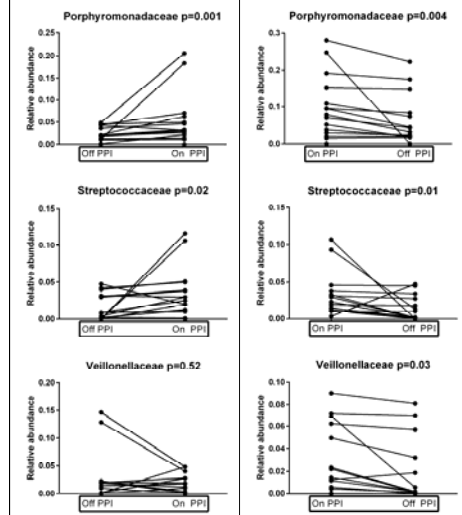 Porphyromonadaceae p=0.001
Relative abundance
0.25
0.20
0.15
0.10
0.05
0.00
Off PPI On PPI
Porphyromonadaceae p=0.004
Relative abundance
0.3
0.2
0.1
0.0
On PPI Off PPI
Streptococcaceae p=0.02
Relative abundance
0.15
0.10
0.05
0.00
Off PPI On PPI
Streptococcaceae p=0.01
Relative abundance
0.15
0.10
0.05
0.00
On PPI Off PPI
Veillonellaceae p=0.52
Relative abundance
0.20
0.15
0.10
0.05
0.00
Off PPI On PPI
Veillonellaceae p=0.03
Relative abundance
0.10
0.08
0.06
0.04
0.02
0.00
On PPI Off PPI